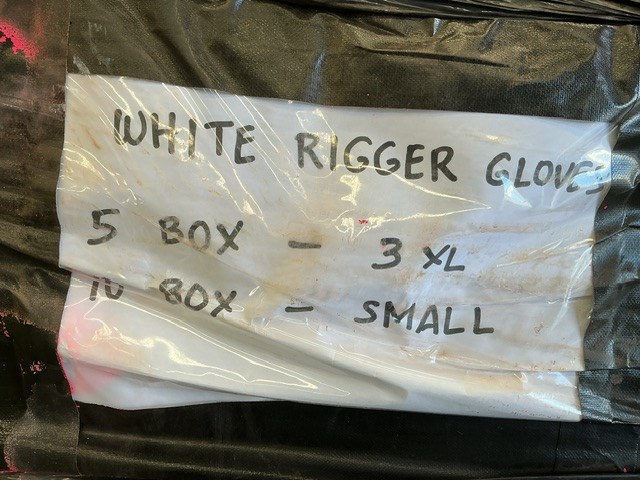 WHITE RIGGER GLOVES
5 BOX - 3 XL
10 BOX - SMALL